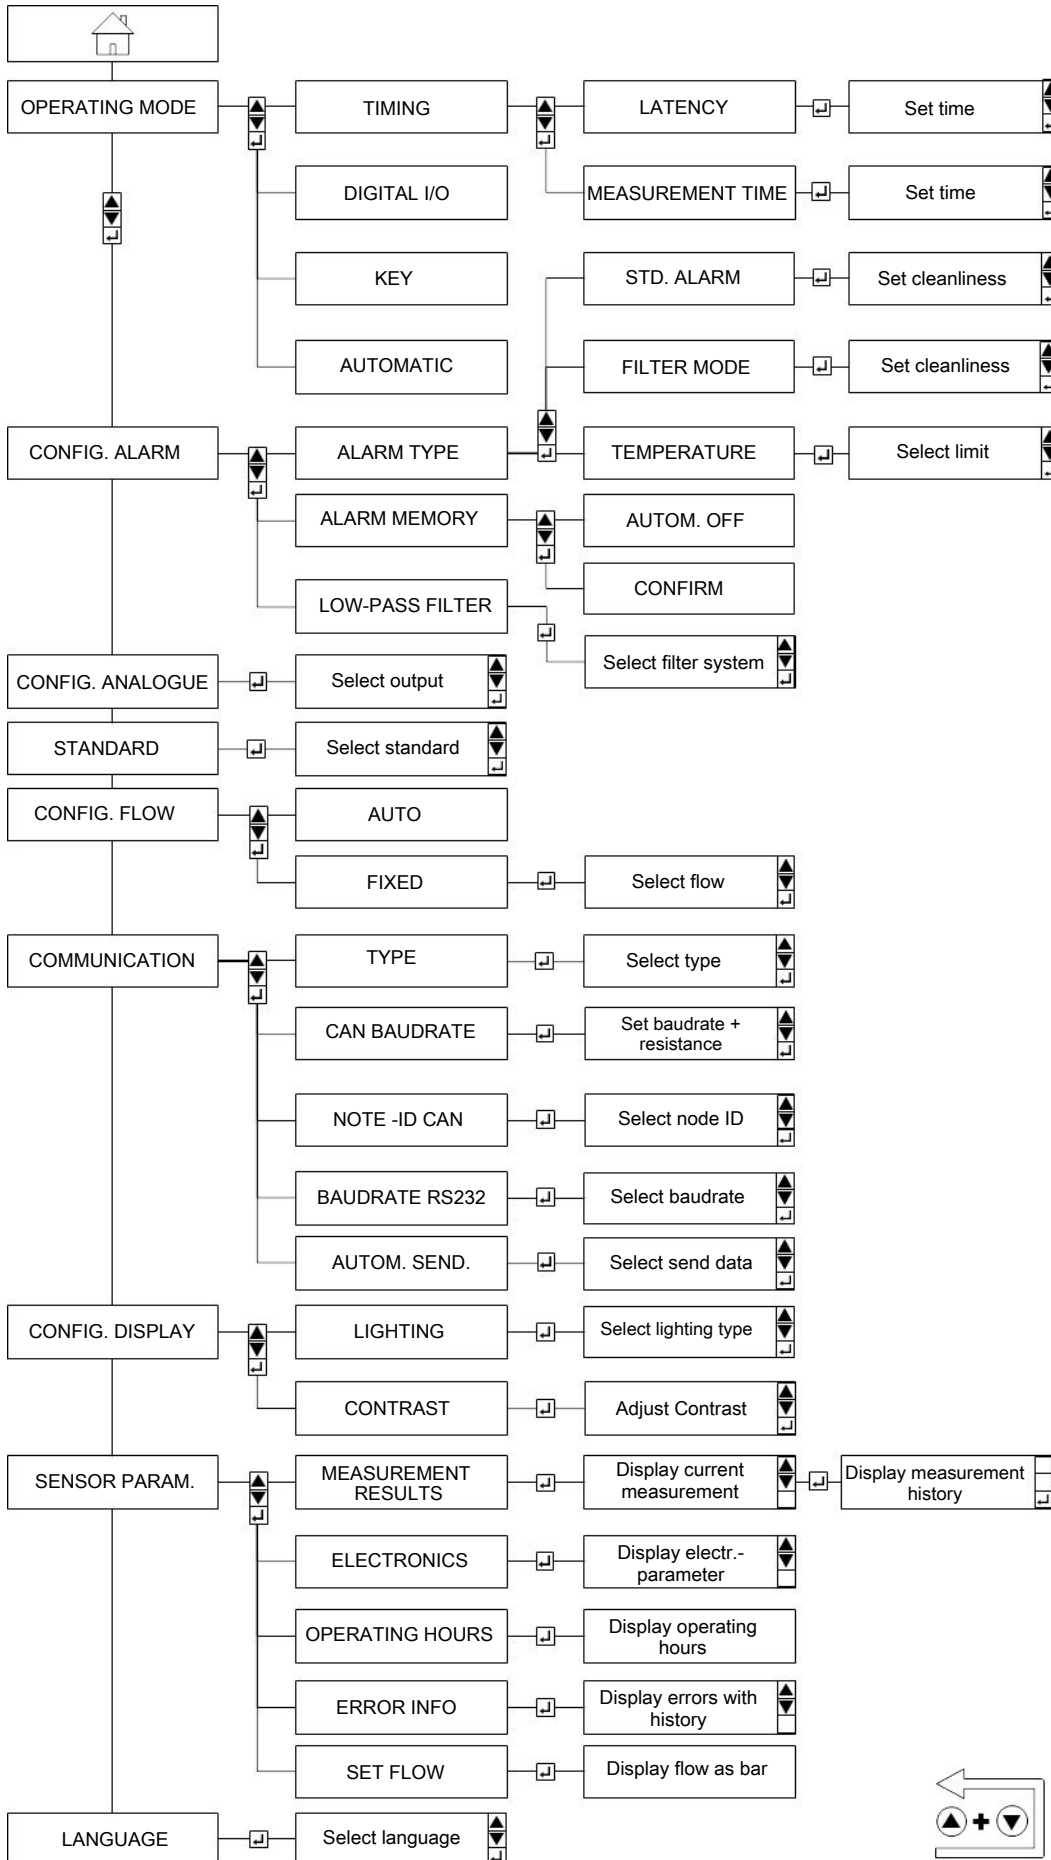 OPERATING MODE
TIMING
LATENCY
Set time
DIGITAL I/O
MEASUREMENT TIME
Set time
KEY
STD. ALARM
Set cleanliness
AUTOMATIC
FILTER MODE
Set cleanliness
CONFIG. ALARM
ALARM TYPE
TEMPERATURE
Select limit
ALARM MEMORY
AUTOM. OFF
CONFIRM
LOW-PASS FILTER
Select filter system
CONFIG. ANALOGUE
Select output
STANDARD
Select standard
CONFIG. FLOW
AUTO
FIXED
Select flow
COMMUNICATION
TYPE
Select type
CAN BAUDRATE
Set baudrate +
resistance
NOTE -ID CAN
Select node ID
BAUDRATE RS232
Select baudrate
AUTOM. SEND.
Select send data
CONFIG. DISPLAY
LIGHTING
Select lighting type
CONTRAST
Adjust Contrast
SENSOR PARAM.
MEASUREMENT
RESULTS
Display current
measurement
Display measurement
history
ELECTRONICS
Display electr.-
parameter
OPERATING HOURS
Display operating
hours
ERROR INFO
Display errors with
history
SET FLOW
Display flow as bar
LANGUAGE
Select language
+